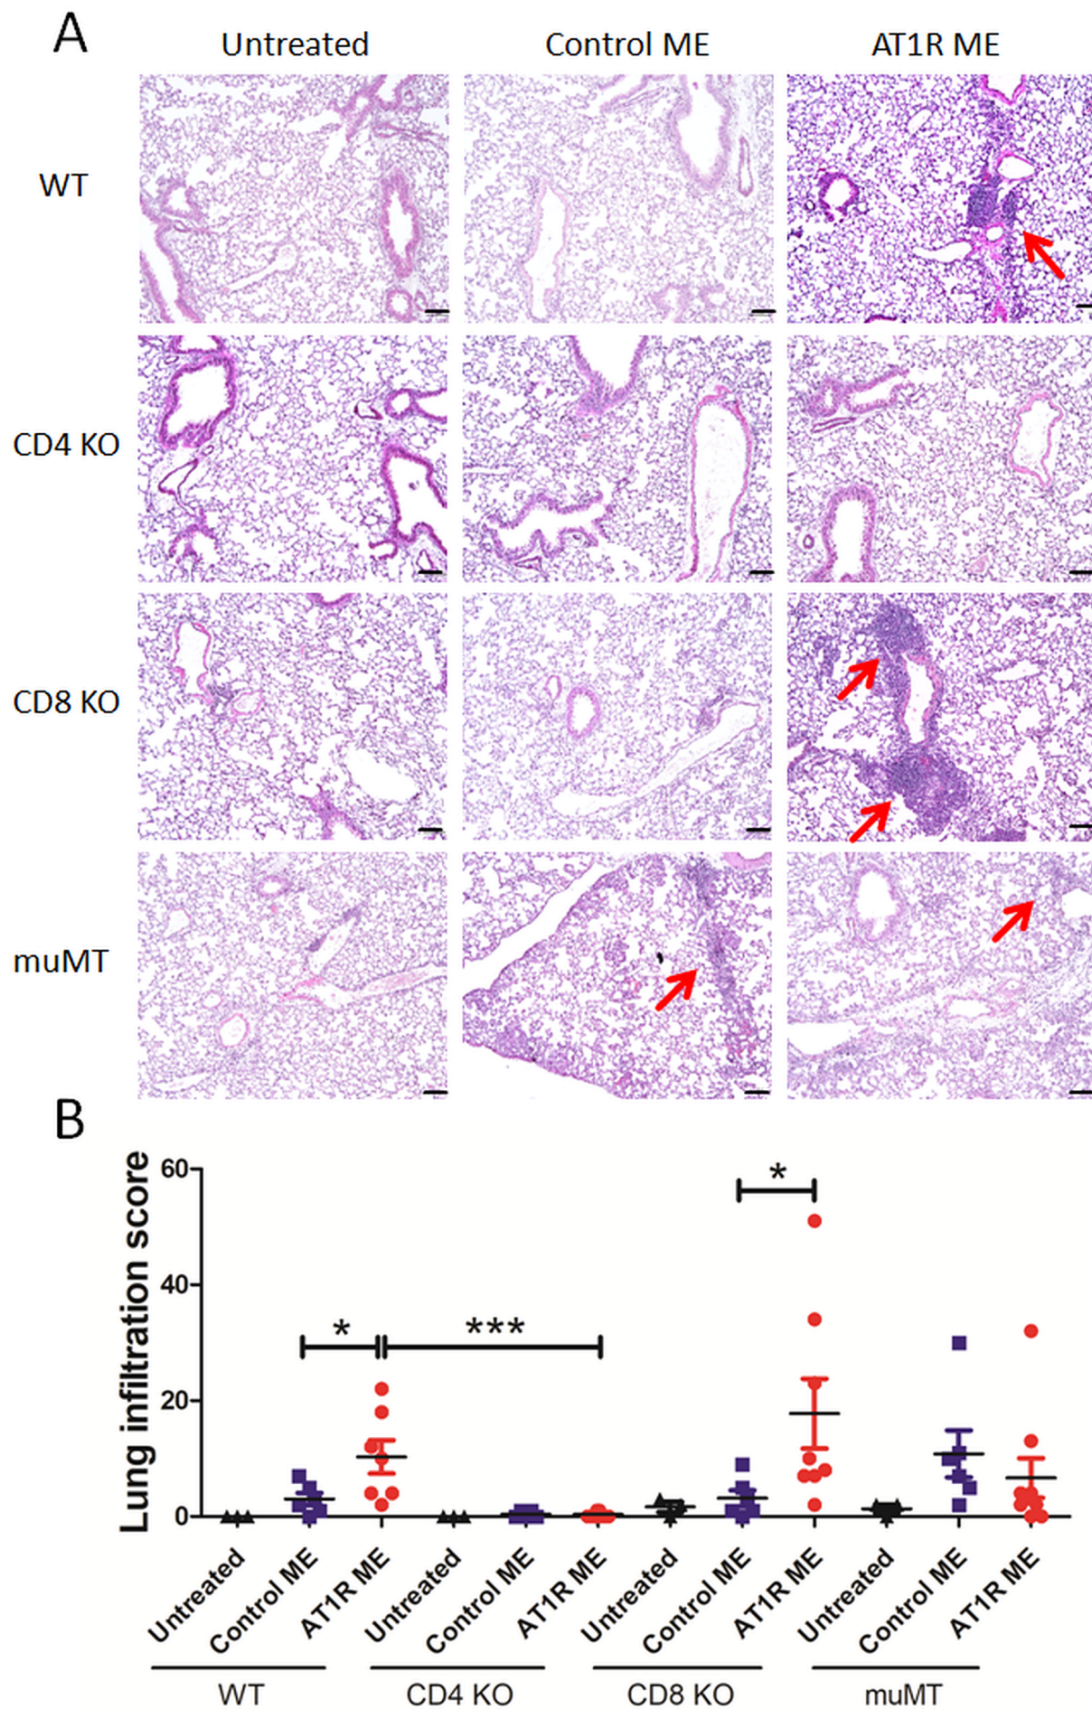 A
Untreated Control ME AT1R ME
WT
CD4 KO
CD8 KO
muMT
B
Lung infiltration score
60
40
20
0
*
***
*
Untreated
Control ME
AT1R ME
Untreated
Control ME
AT1R ME
Untreated
Control ME
AT1R ME
Untreated
Control ME
AT1R ME
WT CD4 KO CD8 KO muMT